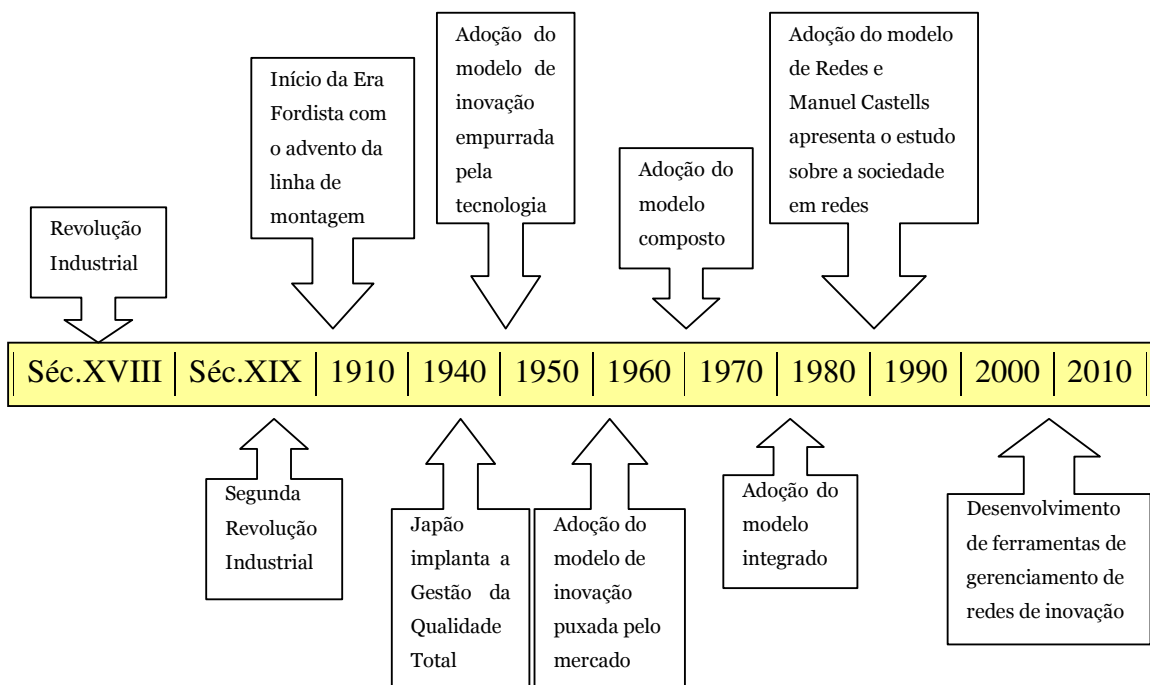 Revolução
Industrial
Início da Era
Fordista com
o advento da
linha de
montagem
Adoção do
modelo de
inovação
empurrada
pela
tecnologia
Adoção do
modelo
composto
Adoção do modelo
de Redes e
Manuel Castells
apresenta o estudo
sobre a sociedade
em redes
Séc.XVIII Séc.XIX 1910 1940 1950 1960 1970 1980 1990 2000 2010
Segunda
Revolução
Industrial
Japão
implanta a
Gestão da
Qualidade
Total
Adoção do
modelo de
inovação
puxada pelo
mercado
Adoção do
modelo
integrado
Desenvolvimento
de ferramentas de
gerenciamento de
redes de inovação